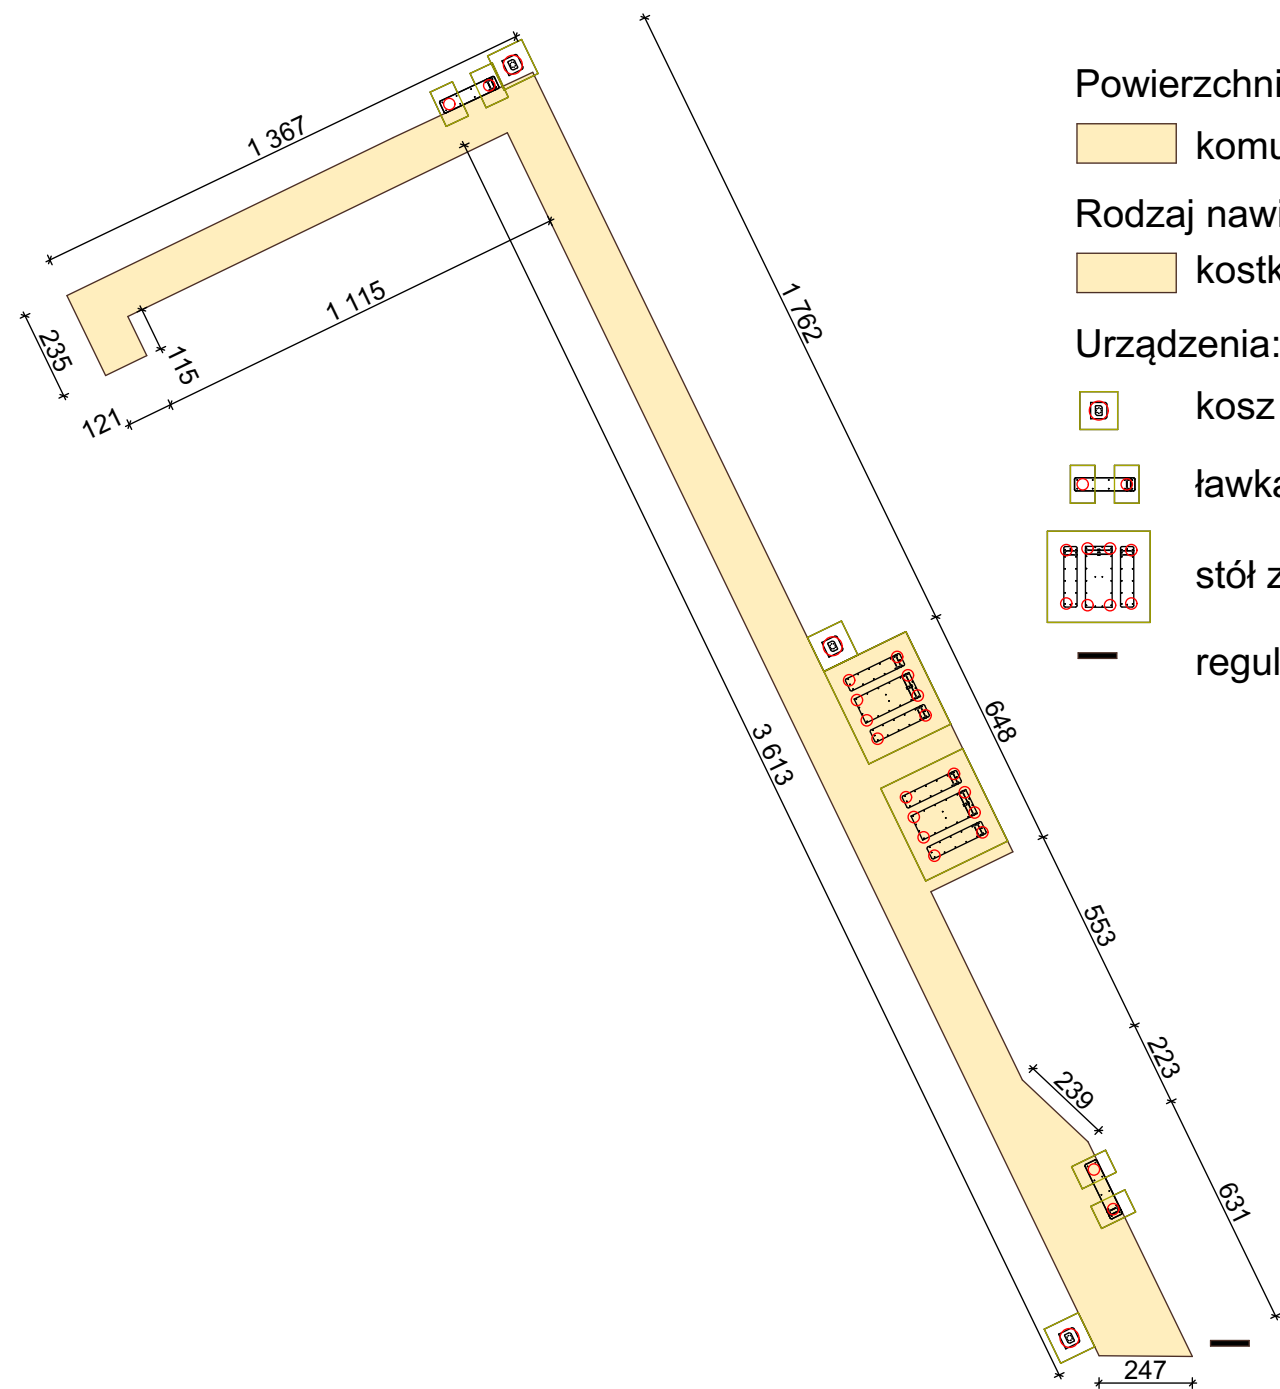 1 367
1 115
235
115
121
1 762
648
3 613
553
223
239
631
247
Powierzchni
komu
Rodzaj nawi
kostk
Urządzenia:
kosz
ławka
stół z
regul